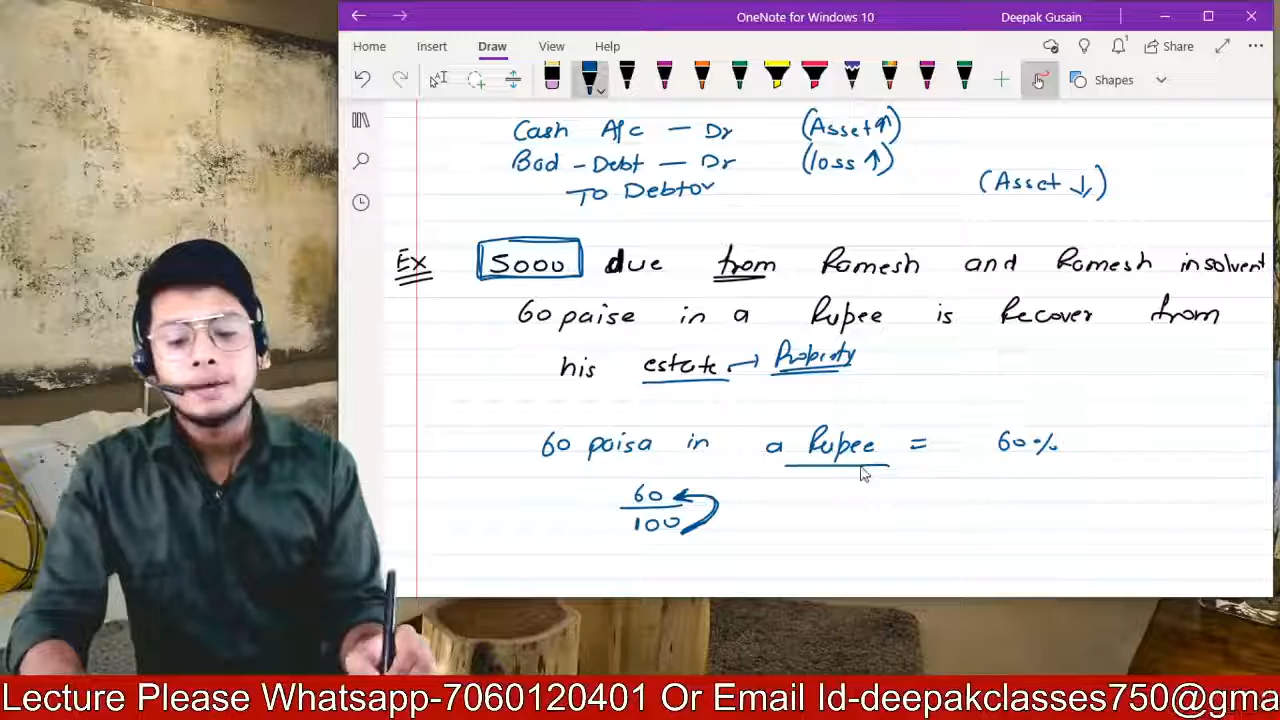 OneNote for Windows 10
Deepak Gusain
Home Insert Draw View Help
Share
Shapes
Cash A/c — Dr (Asset ↑)
Bad - Debt — Dr (loss ↑)
To Debtor (Asset ↓)
Ex 5000 due from Ramesh and Ramesh insolvent
60 paise in a Rupee is Recover from
his estate → Property
60 paisa in a Rupee = 60%
60
100
Lecture Please Whatsapp-7060120401 Or Email Id-deepakclasses750@gma